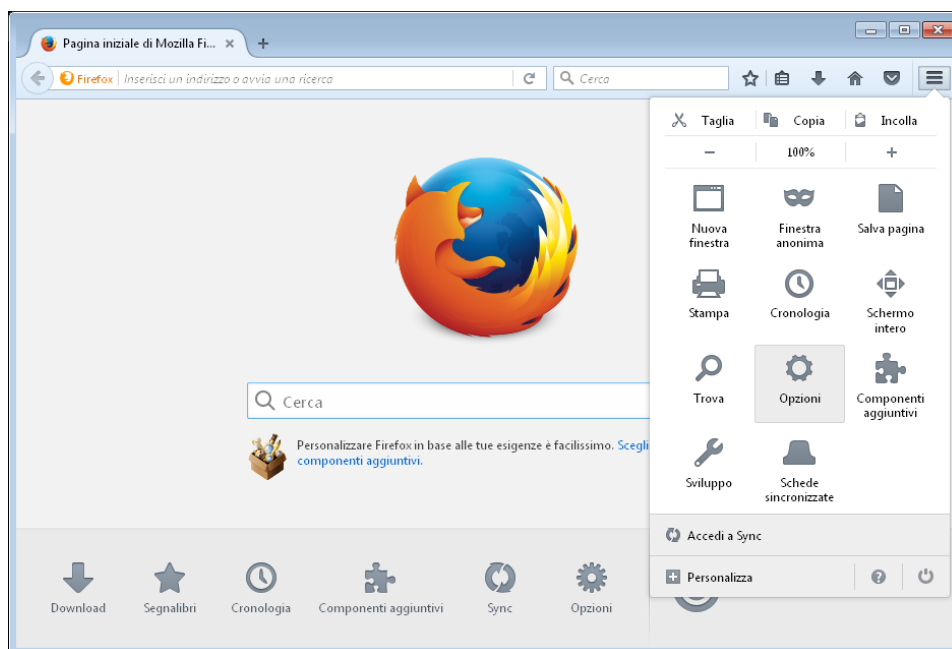 Pagina iniziale di Mozilla Fi...
Firefox Inserisci un indirizzo o avvia una ricerca
Cerca
Taglia
Copia
Incolla
100%
Nuova
finestra
Finestra
anonima
Salva pagina
Stampa
Cronologia
Schermo
intero
Trova
Opzioni
Componenti
aggiuntivi
Sviluppo
Schede
sincronizzate
Accedi a Sync
Personalizza
Cerca
Personalizzare Firefox in base alle tue esigenze è facilissimo. Scegli
componenti aggiuntivi.
Download
Segnalibri
Cronologia
Componenti aggiuntivi
Sync
Opzioni